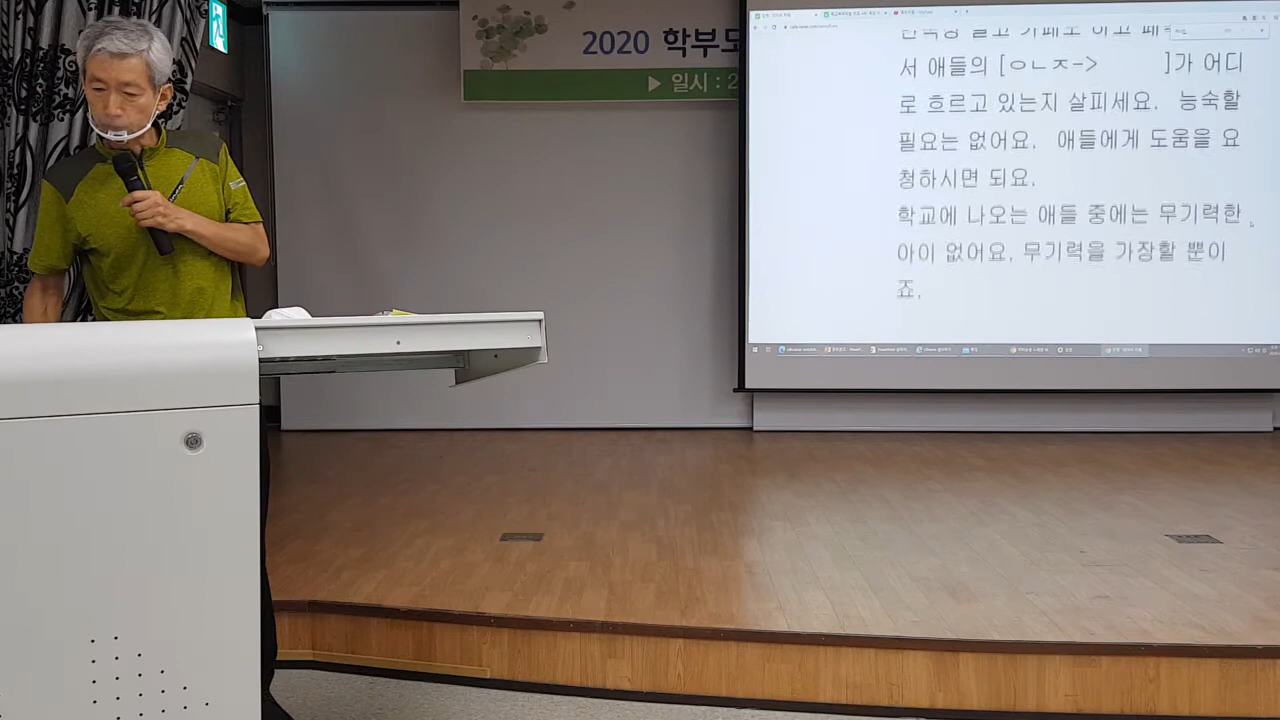 2020 학부모
▶ 일시 : 2
서 애들의 [ㅇㄴㅈ-> ]가 어디
로 흐르고 있는지 살피세요. 능숙할
필요는 없어요. 애들에게 도움을 요
청하시면 되요.
학교에 나오는 애들 중에는 무기력한
아이 없어요. 무기력을 가장할 뿐이
죠.